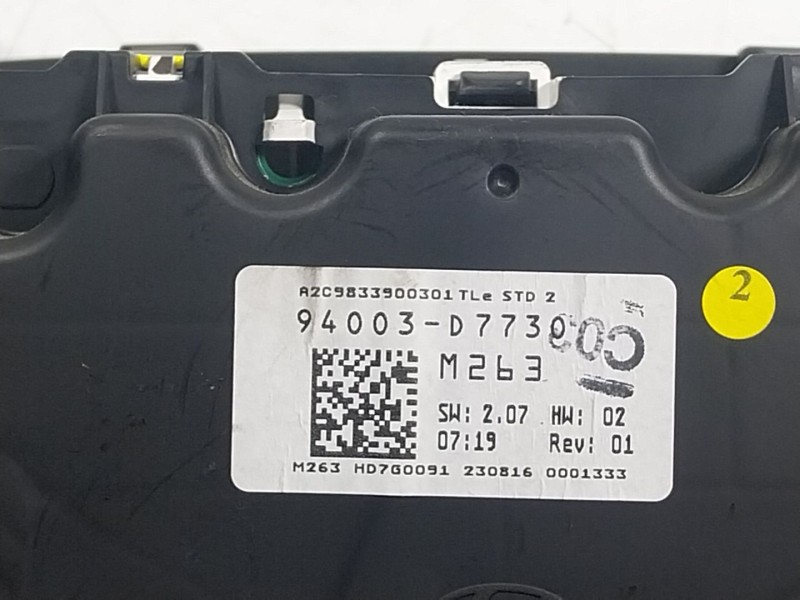 A2C9833900301 TLe STD 2
94003-D7730
C03
M263
SW: 2.07 HW: 02
07:19 Rev: 01
M263 HD7G0091 230816 0001333
2